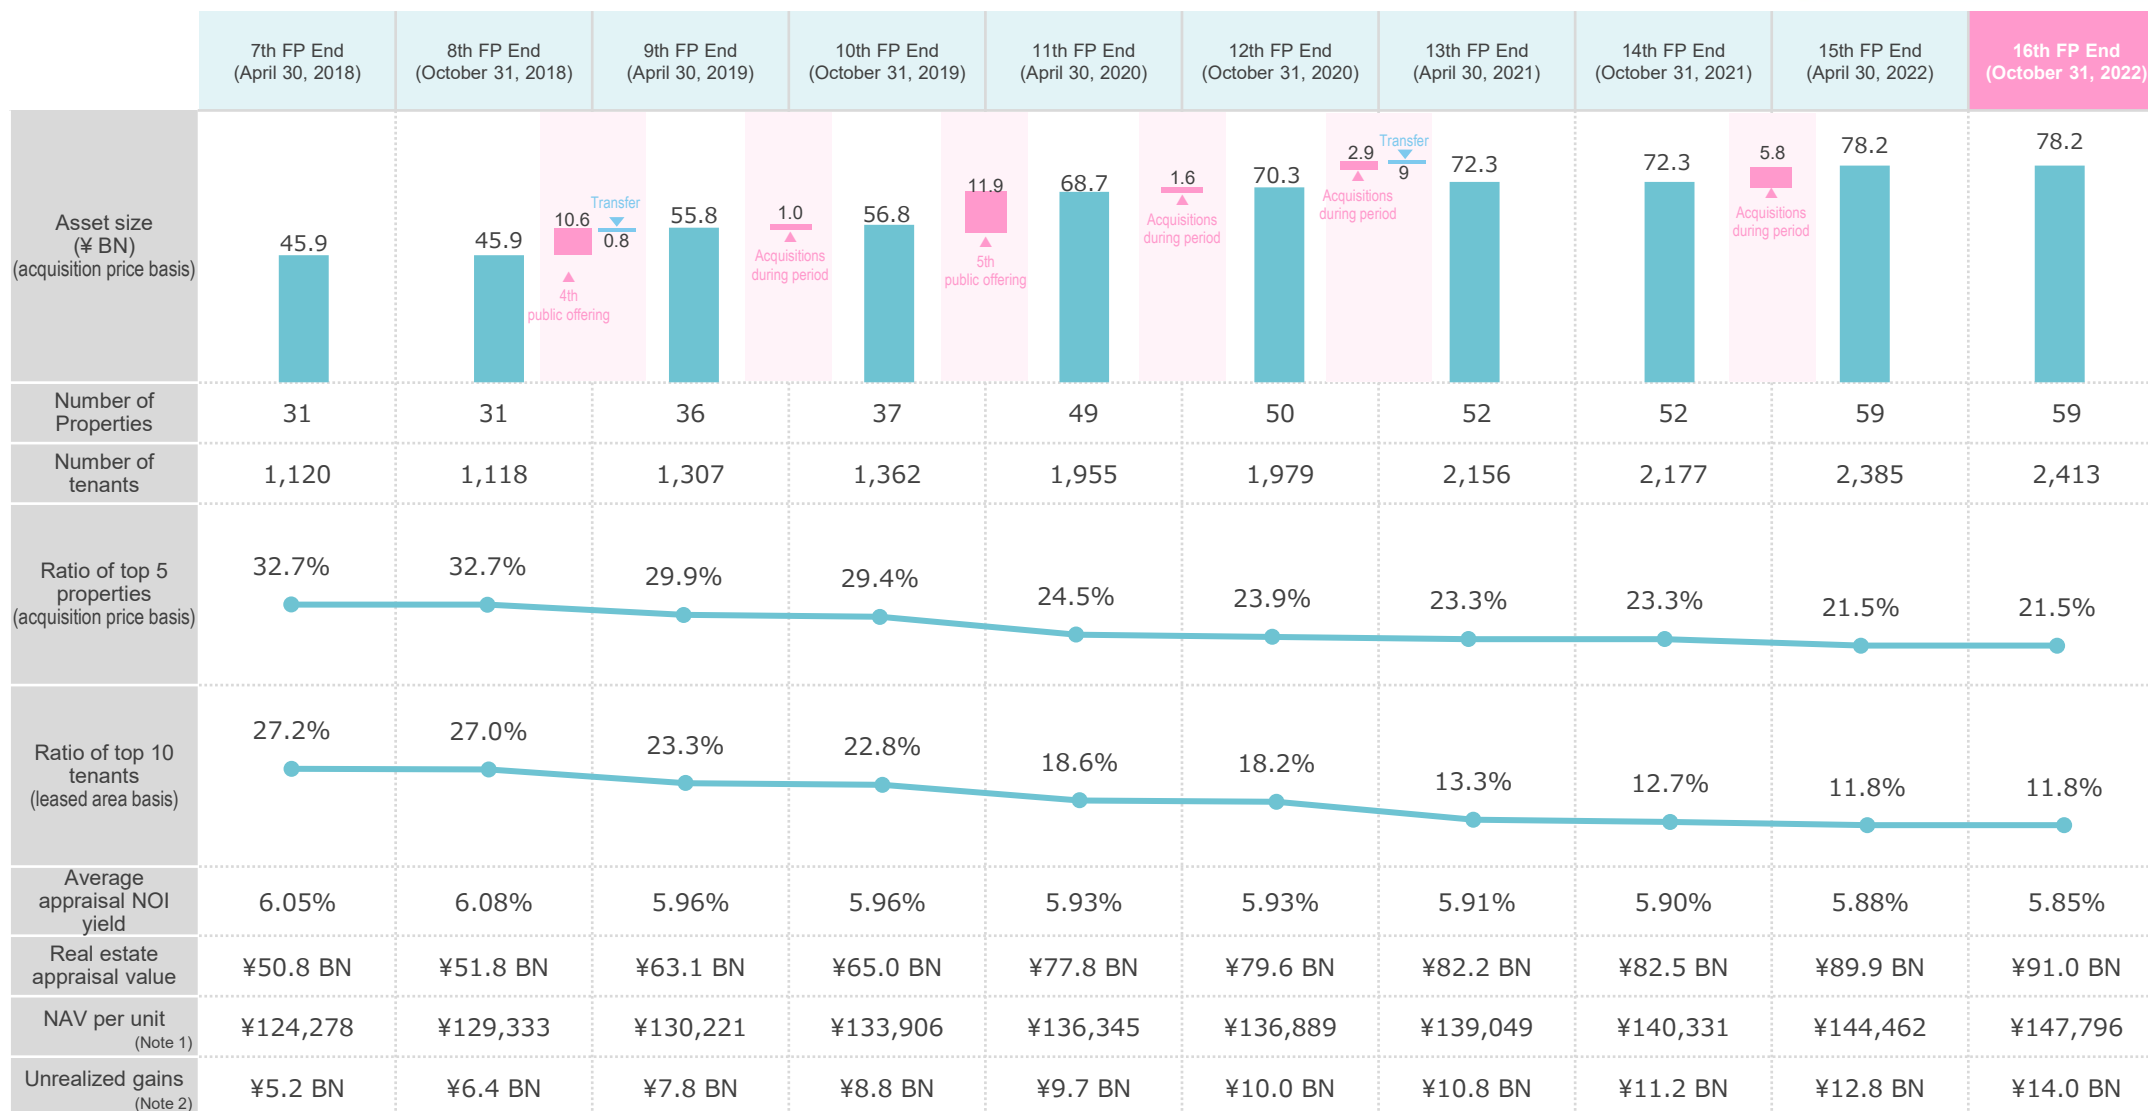 7th FP End
(April 30, 2018)
8th FP End
(October 31, 2018)
9th FP End
(April 30, 2019)
10th FP End
(October 31, 2019)
11th FP End
(April 30, 2020)
12th FP End
(October 31, 2020)
13th FP End
(April 30, 2021)
14th FP End
(October 31, 2021)
15th FP End
(April 30, 2022)
16th FP End
(October 31, 2022)
Asset size
(¥ BN)
(acquisition price basis)
45.9
45.9
10.6
4th
public offering
Transfer
0.8
55.8
1.0
Acquisitions
during period
56.8
11.9
5th
public offering
68.7
1.6
Acquisitions
during period
70.3
2.9
Acquisitions
during period
Transfer
9
72.3
72.3
5.8
Acquisitions
during period
78.2
78.2
Number of
Properties
31
31
36
37
49
50
52
52
59
59
Number of
tenants
1,120
1,118
1,307
1,362
1,955
1,979
2,156
2,177
2,385
2,413
Ratio of top 5
properties
(acquisition price basis)
32.7%
32.7%
29.9%
29.4%
24.5%
23.9%
23.3%
23.3%
21.5%
21.5%
Ratio of top 10
tenants
(leased area basis)
27.2%
27.0%
23.3%
22.8%
18.6%
18.2%
13.3%
12.7%
11.8%
11.8%
Average
appraisal NOI
yield
6.05%
6.08%
5.96%
5.96%
5.93%
5.93%
5.91%
5.90%
5.88%
5.85%
Real estate
appraisal value
¥50.8 BN
¥51.8 BN
¥63.1 BN
¥65.0 BN
¥77.8 BN
¥79.6 BN
¥82.2 BN
¥82.5 BN
¥89.9 BN
¥91.0 BN
NAV per unit
(Note 1)
¥124,278
¥129,333
¥130,221
¥133,906
¥136,345
¥136,889
¥139,049
¥140,331
¥144,462
¥147,796
Unrealized gains
(Note 2)
¥5.2 BN
¥6.4 BN
¥7.8 BN
¥8.8 BN
¥9.7 BN
¥10.0 BN
¥10.8 BN
¥11.2 BN
¥12.8 BN
¥14.0 BN